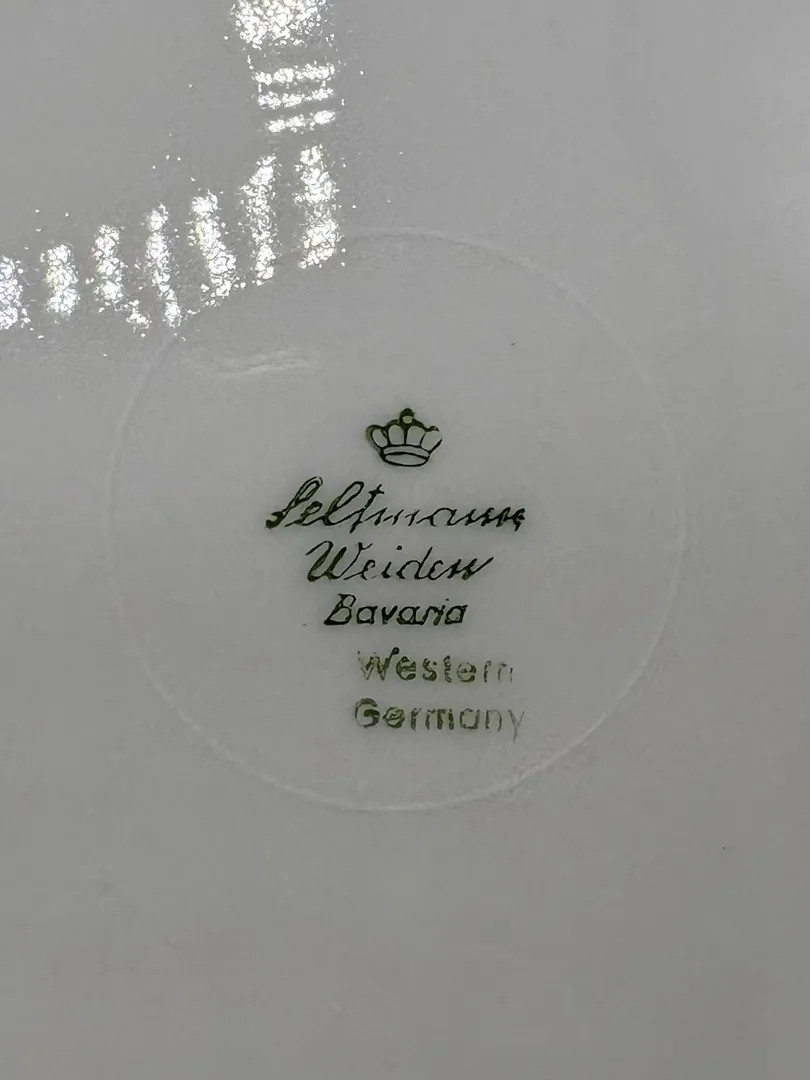 Seltmann
Weiden
Bavaria
Western
Germany